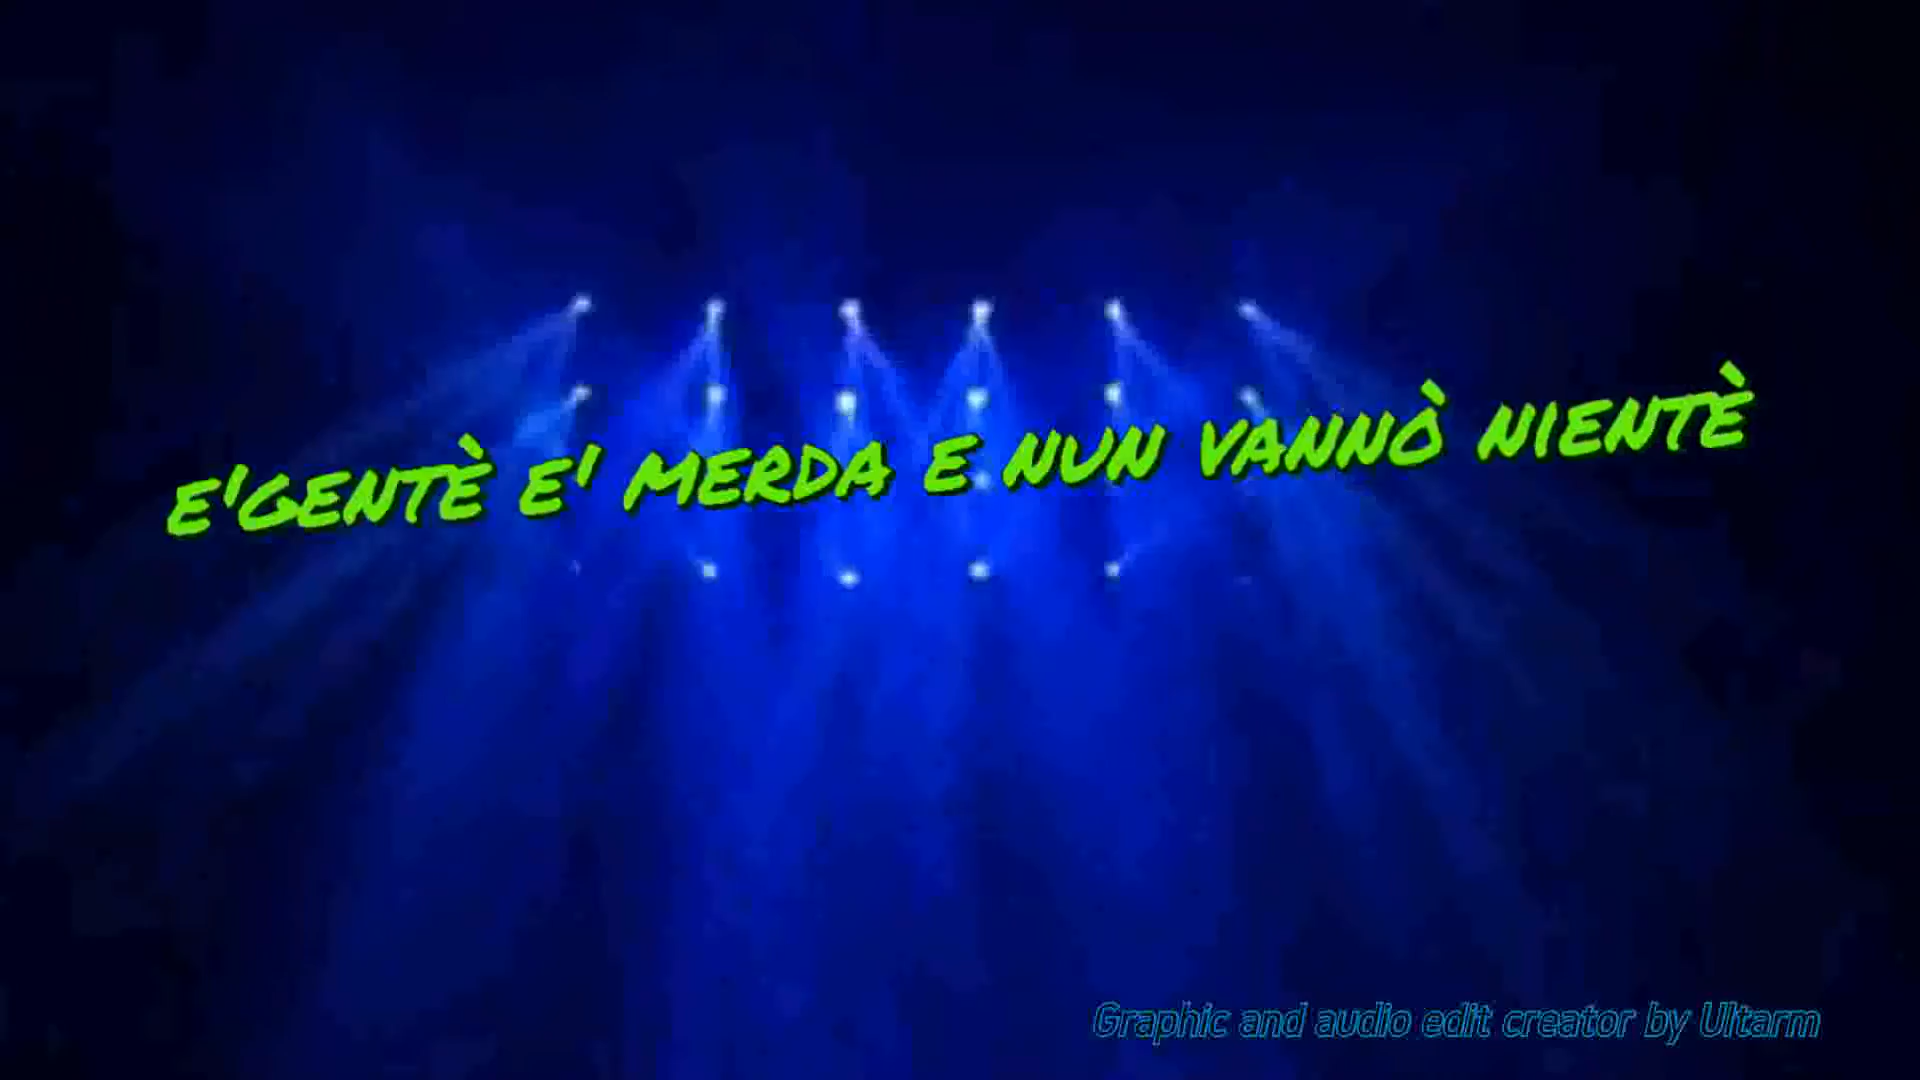 E'GENTÈ E' MERDA E NUN VANNÒ NIENTÈ
Graphic and audio edit creator by Ultarm